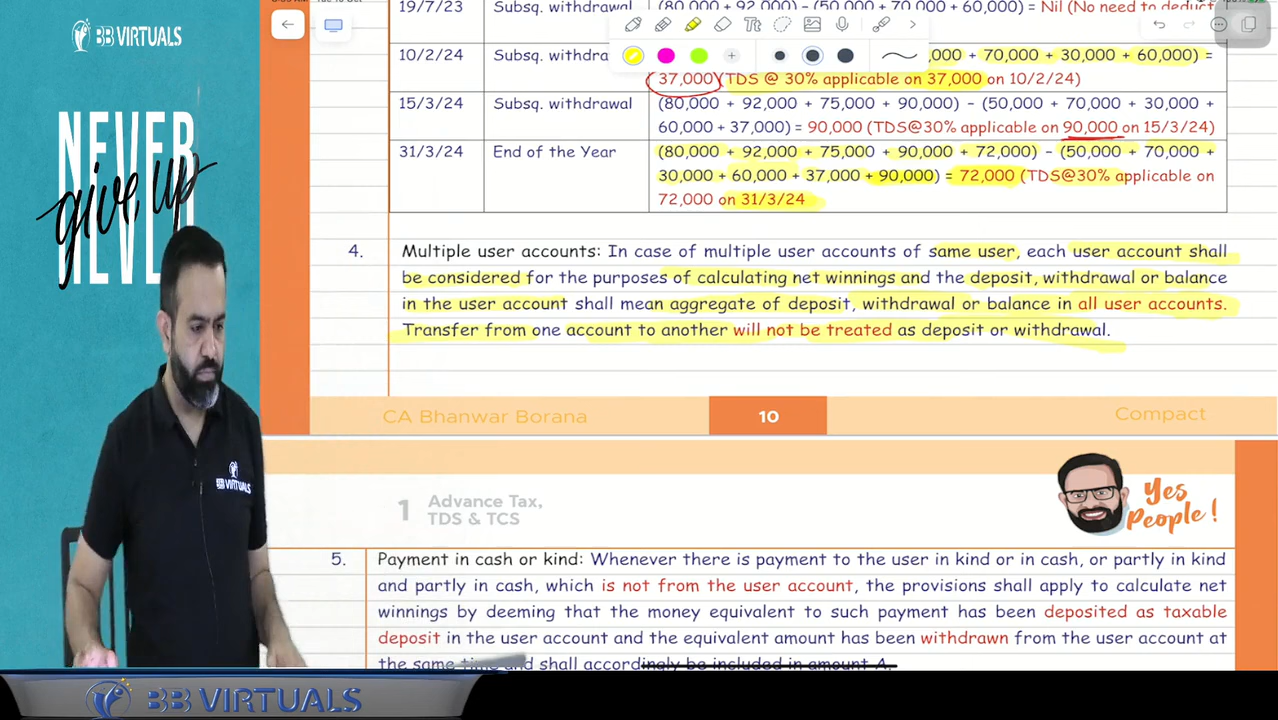 BB VIRTUALS
NEVER
give up
NEVER
19/7/23 Subsq. withdrawal (80,000 + 92,000) – (50,000 + 70,000 + 60,000) = Nil (No need to deduct
10/2/24 Subsq. withdra 000 + 70,000 + 30,000 + 60,000) =
37,000 (TDS @ 30% applicable on 37,000 on 10/2/24)
15/3/24 Subsq. withdrawal (80,000 + 92,000 + 75,000 + 90,000) – (50,000 + 70,000 + 30,000 +
60,000 + 37,000) = 90,000 (TDS@30% applicable on 90,000 on 15/3/24)
31/3/24 End of the Year (80,000 + 92,000 + 75,000 + 90,000 + 72,000) – (50,000 + 70,000 +
30,000 + 60,000 + 37,000 + 90,000) = 72,000 (TDS@30% applicable on
72,000 on 31/3/24
4. Multiple user accounts: In case of multiple user accounts of same user, each user account shall
be considered for the purposes of calculating net winnings and the deposit, withdrawal or balance
in the user account shall mean aggregate of deposit, withdrawal or balance in all user accounts.
Transfer from one account to another will not be treated as deposit or withdrawal.
CA Bhanwar Borana 10 Compact
1 Advance Tax,
TDS & TCS
Yes
People !
5. Payment in cash or kind: Whenever there is payment to the user in kind or in cash, or partly in kind
and partly in cash, which is not from the user account, the provisions shall apply to calculate net
winnings by deeming that the money equivalent to such payment has been deposited as taxable
deposit in the user account and the equivalent amount has been withdrawn from the user account at
the same time and shall accordingly be included in amount A.
BB VIRTUALS
BB VIRTUALS